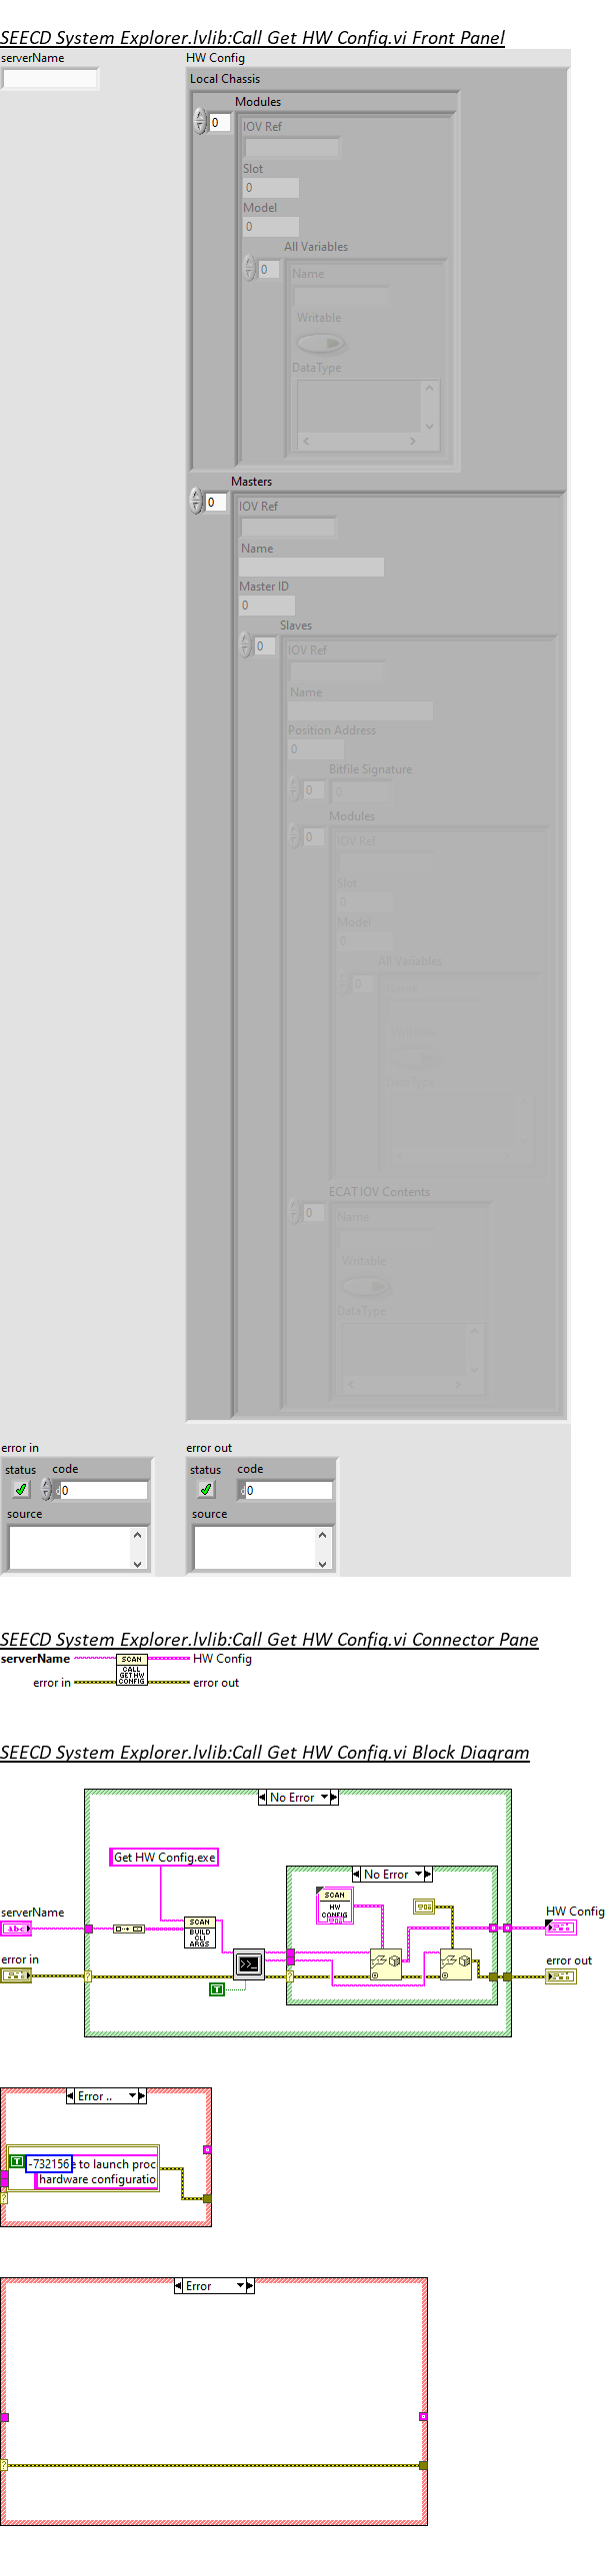 SEECD System Explorer.lvlib:Call Get HW Config.vi Front Panel
serverName
HW Config
Local Chassis
Modules
0
IOV Ref
Slot
0
Model
0
All Variables
0
Name
Writable
DataType
Masters
0
IOV Ref
Name
Master ID
0
Slaves
0
IOV Ref
Name
Position Address
0
Bitfile Signature
0
0
Modules
0
IOV Ref
Slot
0
Model
0
All Variables
0
Name
Writable
DataType
ECAT IOV Contents
0
Name
Writable
DataType
error in
status code
d0
source
error out
status code
d0
source
SEECD System Explorer.lvlib:Call Get HW Config.vi Connector Pane
serverName
SCAN
CALL
GET HW
CONFIG
HW Config
error in
error out
SEECD System Explorer.lvlib:Call Get HW Config.vi Block Diagram
No Error
Get HW Config.exe
No Error
SCAN
HW
CONFIG
serverName
abc
SCAN
BUILD
CLI
ARGS
HW Config
error in
error out
T
Error ..
T
-732156
e to launch proc
hardware configuratio
Error